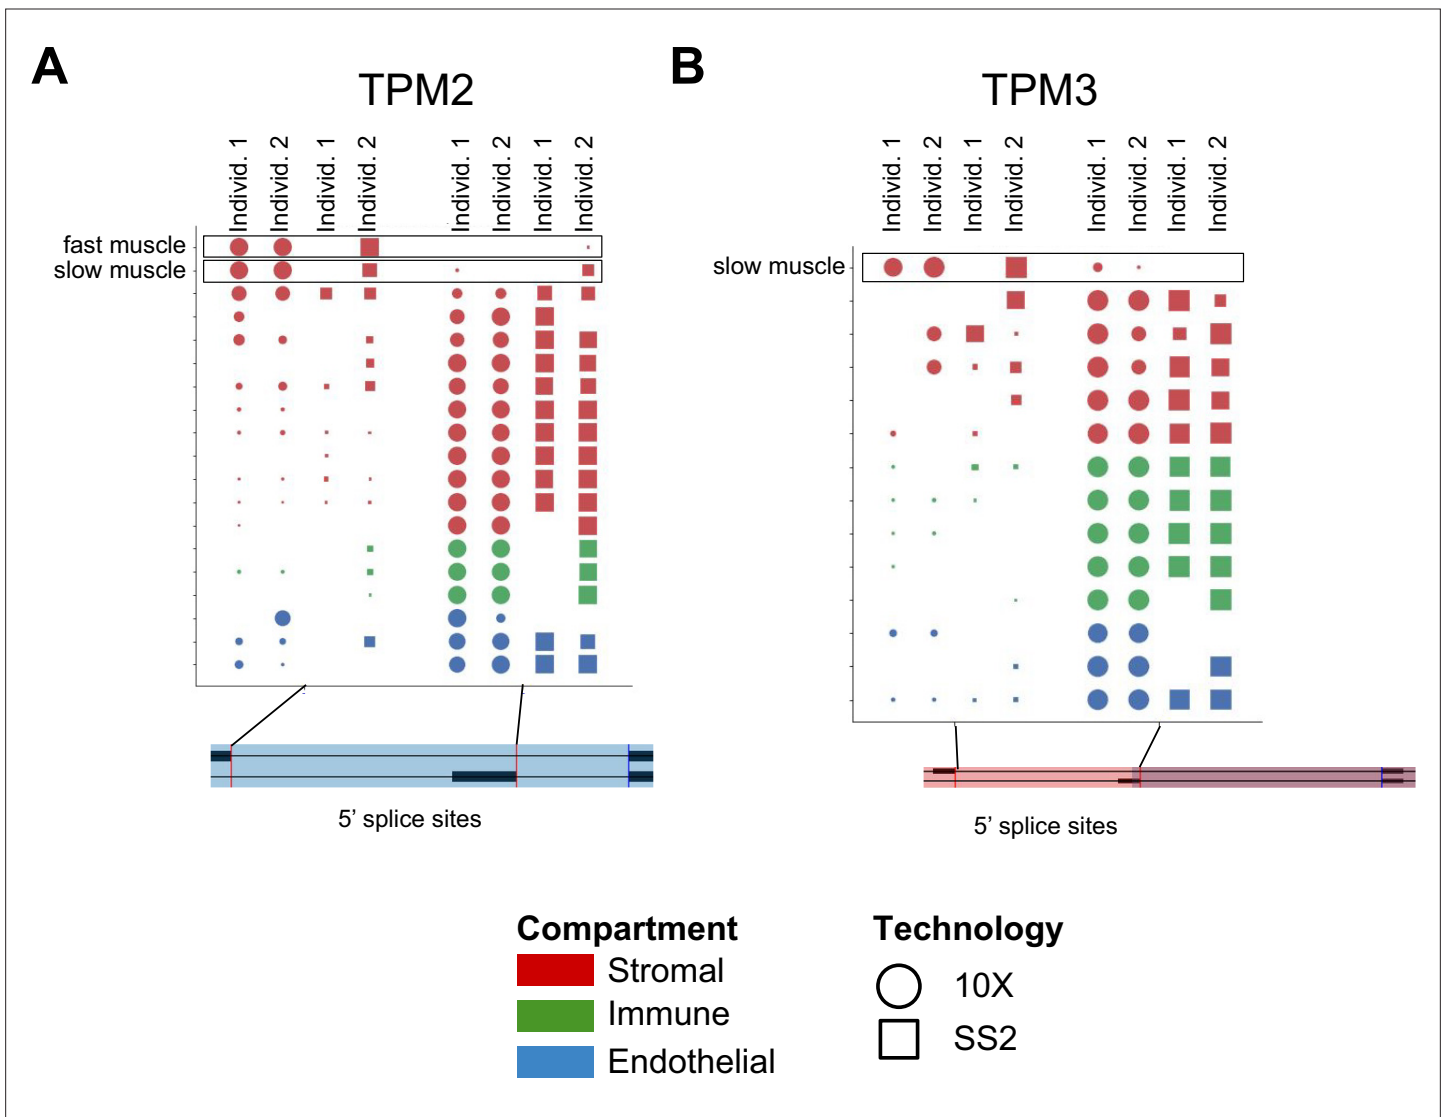 A
B
TPM2
TPM3
Individ. 1
Individ. 2
Individ. 1
Individ. 2
Individ. 1
Individ. 2
Individ. 1
Individ. 2
Individ. 1
Individ. 2
Individ. 1
Individ. 2
Individ. 1
Individ. 2
Individ. 1
Individ. 2
fast muscle
slow muscle
slow muscle
5’ splice sites
5’ splice sites
Compartment
Stromal
Immune
Endothelial
Technology
10X
SS2